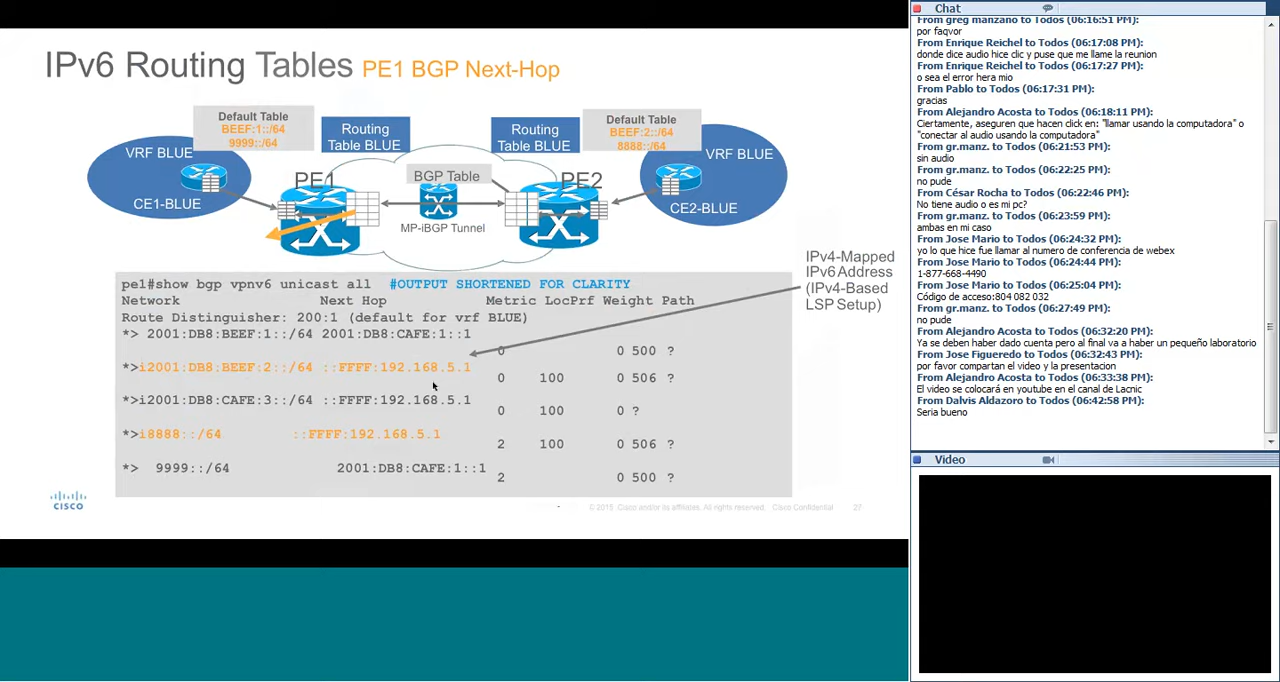 IPv6 Routing Tables PE1 BGP Next-Hop
Default Table
BEEF:1::/64
9999::/64
Routing
Table BLUE
Routing
Table BLUE
Default Table
BEEF:2::/64
8888::/64
VRF BLUE
CE1-BLUE
PE1
BGP Table
MP-iBGP Tunnel
PE2
VRF BLUE
CE2-BLUE
IPv4-Mapped
IPv6 Address
(IPv4-Based
LSP Setup)
pe1#show bgp vpnv6 unicast all #OUTPUT SHORTENED FOR CLARITY
Network Next Hop Metric LocPrf Weight Path
Route Distinguisher: 200:1 (default for vrf BLUE)
*> 2001:DB8:BEEF:1::/64 2001:DB8:CAFE:1::1
0 0 500 ?
*>i2001:DB8:BEEF:2::/64 ::FFFF:192.168.5.1
0 100 0 506 ?
*>i2001:DB8:CAFE:3::/64 ::FFFF:192.168.5.1
0 100 0 ?
*>i8888::/64 ::FFFF:192.168.5.1
2 100 0 506 ?
*> 9999::/64 2001:DB8:CAFE:1::1
2 0 500 ?
CISCO
© 2015 Cisco and/or its affiliates. All rights reserved. Cisco Confidential 27
Chat
From greg manzano to Todos (06:16:51 PM):
por faqvor
From Enrique Reichel to Todos (06:17:08 PM):
donde dice audio hice clic y puse que me llame la reunion
From Enrique Reichel to Todos (06:17:27 PM):
o sea el error hera mio
From Pablo to Todos (06:17:31 PM):
gracias
From Alejandro Acosta to Todos (06:18:11 PM):
Ciertamente, aseguren que hacen click en: "llamar usando la computadora" o
"conectar al audio usando la computadora"
From gr.manz. to Todos (06:21:53 PM):
sin audio
From gr.manz. to Todos (06:22:25 PM):
no pude
From César Rocha to Todos (06:22:46 PM):
No tiene audio o es mi pc?
From gr.manz. to Todos (06:23:59 PM):
ambas en mi caso
From Jose Mario to Todos (06:24:32 PM):
yo lo que hice fue llamar al numero de conferencia de webex
From Jose Mario to Todos (06:24:44 PM):
1-877-668-4490
From Jose Mario to Todos (06:25:04 PM):
Código de acceso:804 082 032
From gr.manz. to Todos (06:27:49 PM):
no pude
From Alejandro Acosta to Todos (06:32:20 PM):
Ya se deben haber dado cuenta pero al final va a haber un pequeño laboratorio
From Jose Figueredo to Todos (06:32:43 PM):
por favor compartan el video y la presentacion
From Alejandro Acosta to Todos (06:33:38 PM):
El video se colocará en youtube en el canal de Lacnic
From Dalvis Aldazoro to Todos (06:42:58 PM):
Seria bueno
Video